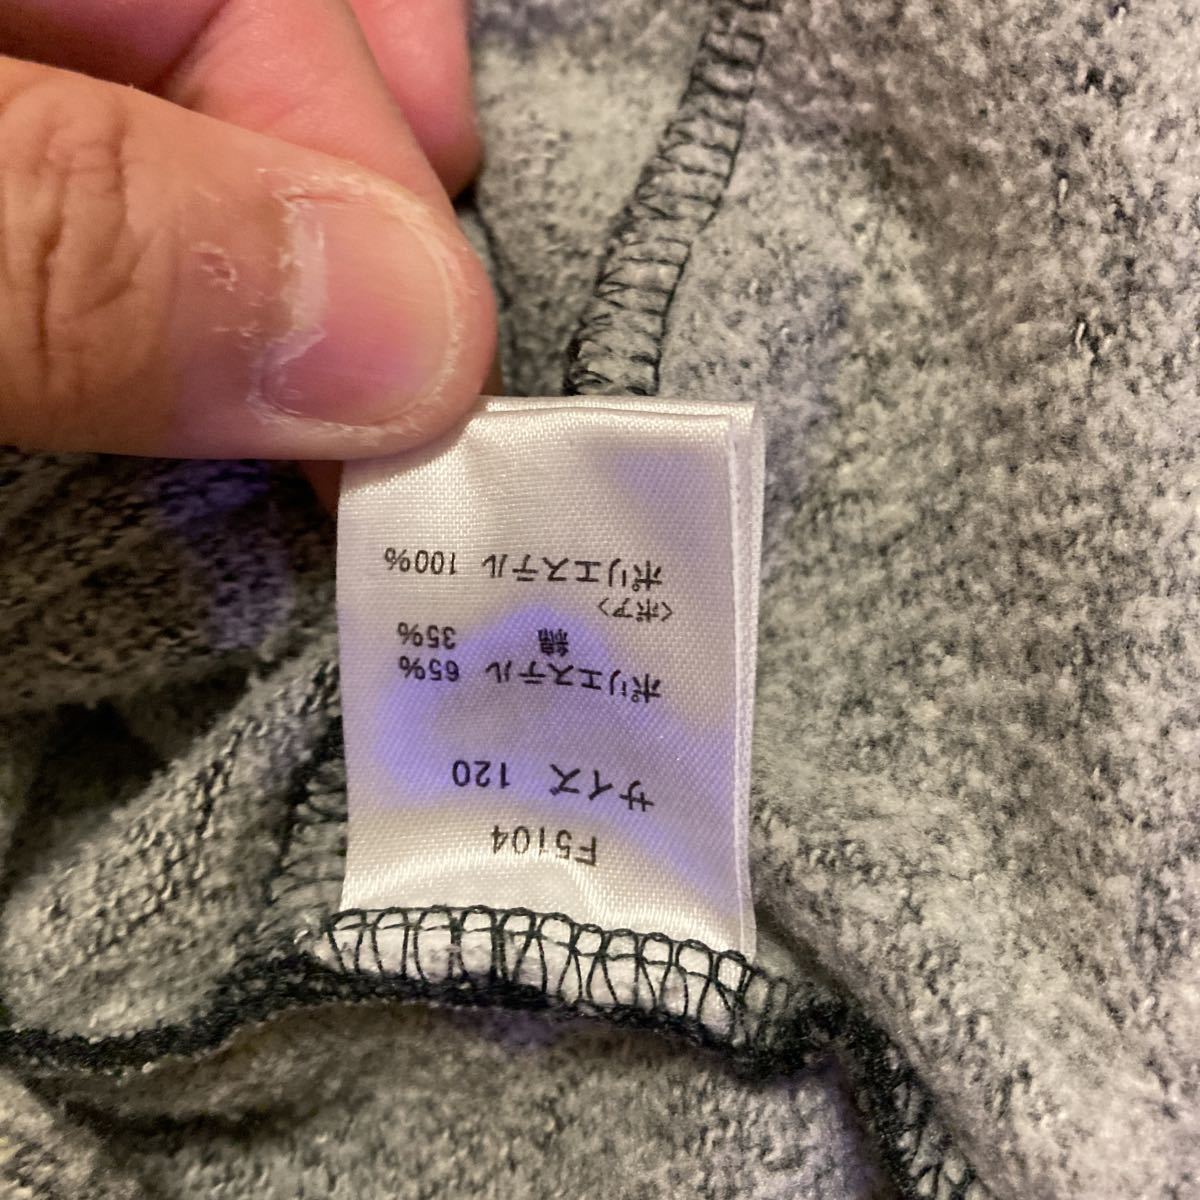 F5104
サイズ 120
ポリエステル 65%
綿 35%
<ボア>
ポリエステル 100%